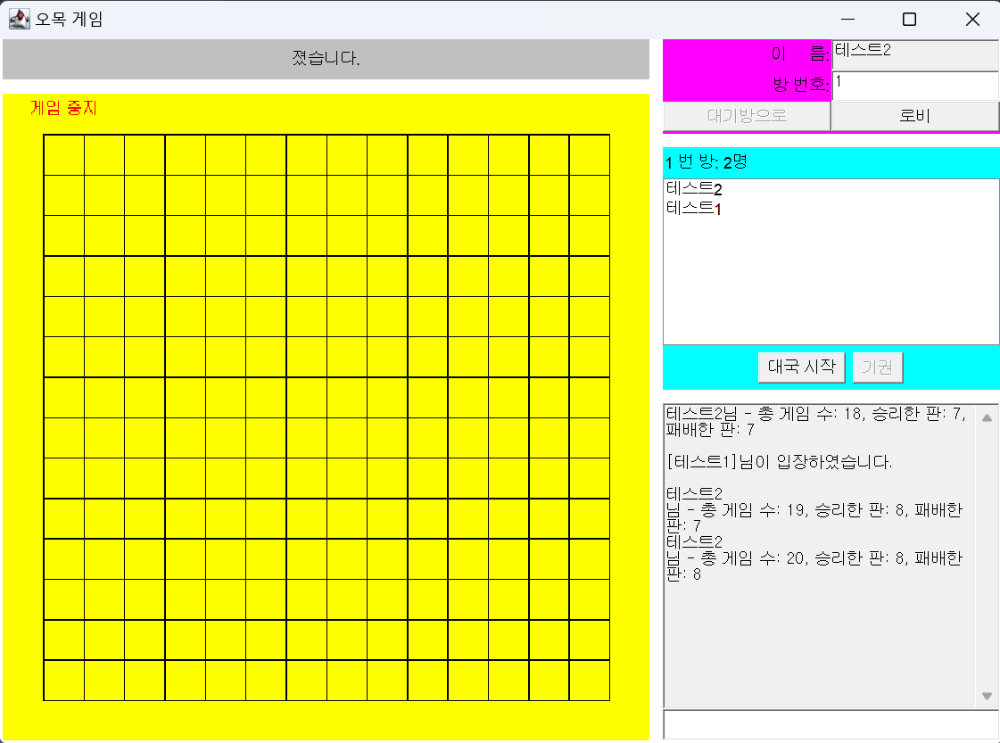 오목 게임
졌습니다.
게임 중지
이 름:
테스트2
방 번호:
1
대기방으로
로비
1 번 방: 2명
테스트2
테스트1
대국 시작
기권
테스트2님 - 총 게임 수: 18, 승리한 판: 7,
패배한 판: 7
[테스트1]님이 입장하였습니다.
테스트2
님 - 총 게임 수: 19, 승리한 판: 8, 패배한
판: 7
테스트2
님 - 총 게임 수: 20, 승리한 판: 8, 패배한
판: 8